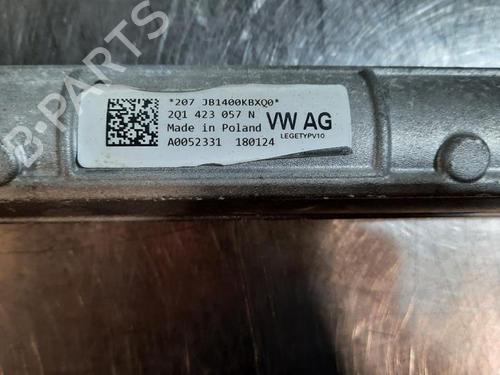 *207 JB1400KBXQ0*
2Q1 423 057 N
Made in Poland
VW AG
LEGETYPV10
A0052331 180124
B-PARTS